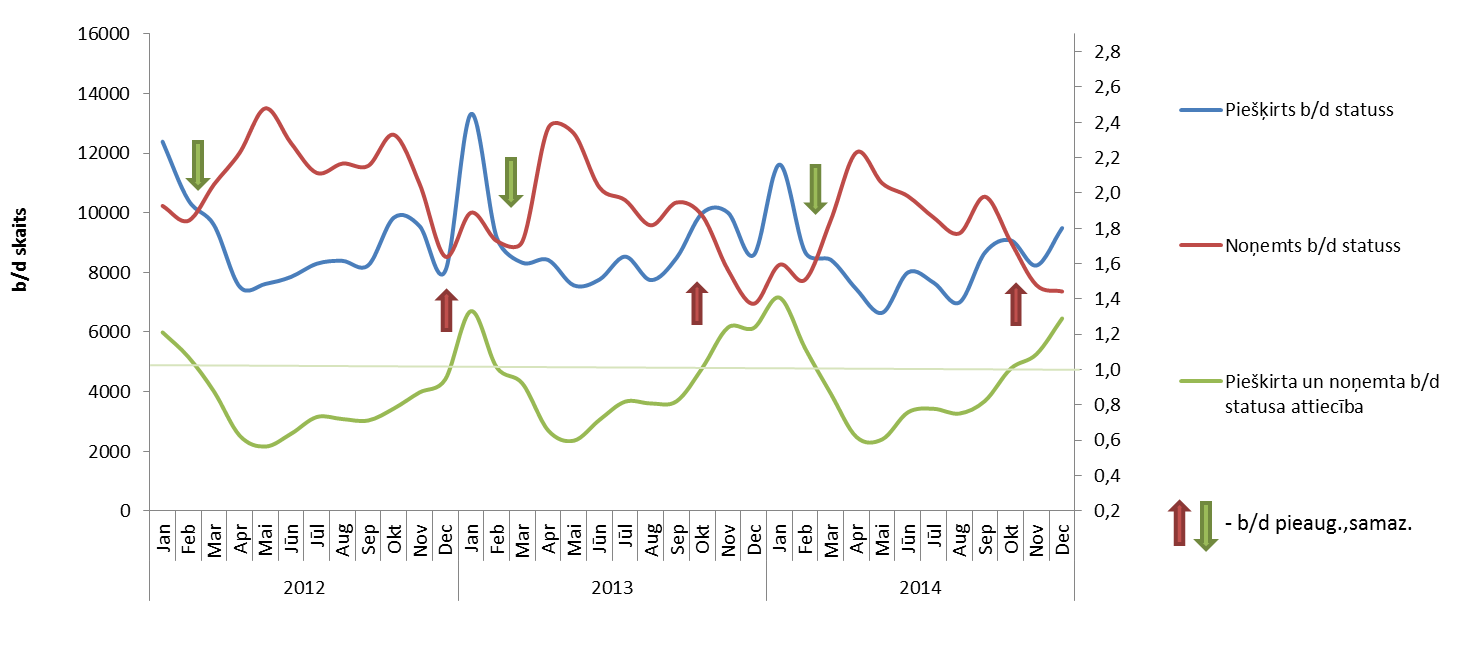 16000
14000
12000
10000
8000
6000
4000
2000
0
b/d skaits
2,8
2,6
2,4
2,2
2,0
1,8
1,6
1,4
1,2
1,0
0,8
0,6
0,4
0,2
Jan Feb Mar Apr Mai Jūn Jūl Aug Sep Okt Nov Dec Jan Feb Mar Apr Mai Jūn Jūl Aug Sep Okt Nov Dec Jan Feb Mar Apr Mai Jūn Jūl Aug Sep Okt Nov Dec
2012 2013 2014
Piešķirts b/d statuss
Noņemts b/d statuss
Piešķirta un noņemta b/d
statusa attiecība
- b/d pieaug.,samaz.